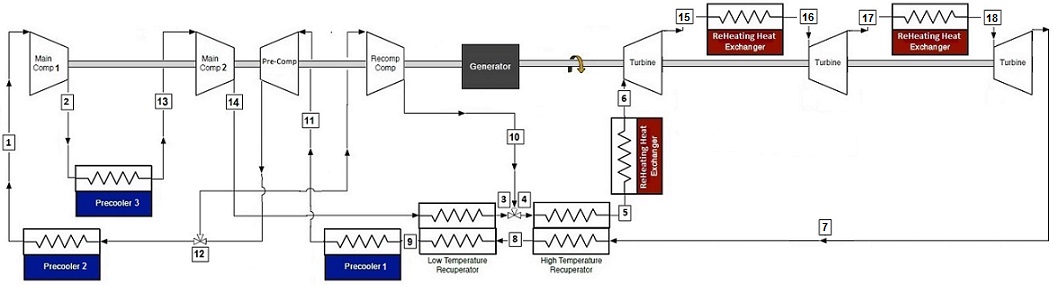 15
16
17
18
ReHeating Heat
Exchanger
ReHeating Heat
Exchanger
Main
Comp 1
Main
Comp 2
Pre-Comp
Recomp
Comp
Generator
Turbine
Turbine
Turbine
2
13
14
6
11
1
10
ReHeating Heat
Exchanger
Precooler 3
3
4
5
7
12
9
8
Precooler 2
Precooler 1
Low Temperature
Recuperator
High Temperature
Recuperator